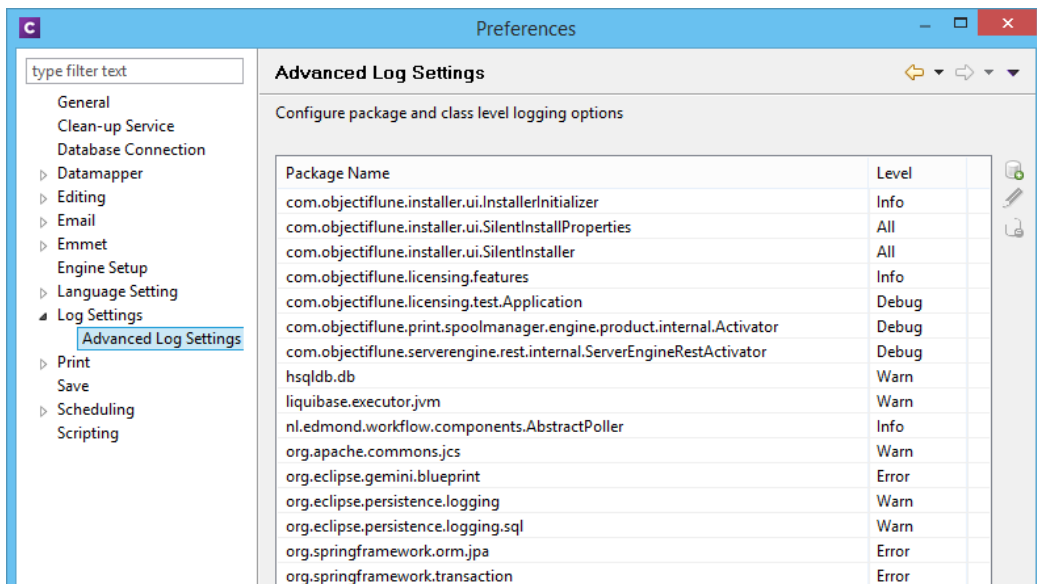 C
Preferences
type filter text
General
Clean-up Service
Database Connection
Datamapper
Editing
Email
Emmet
Engine Setup
Language Setting
Log Settings
Advanced Log Settings
Print
Save
Scheduling
Scripting
Advanced Log Settings
Configure package and class level logging options
Package Name Level
com.objectiflune.installer.ui.InstallerInitializer Info
com.objectiflune.installer.ui.SilentInstallProperties All
com.objectiflune.installer.ui.SilentInstaller All
com.objectiflune.licensing.features Info
com.objectiflune.licensing.test.Application Debug
com.objectiflune.print.spoolmanager.engine.product.internal.Activator Debug
com.objectiflune.serverengine.rest.internal.ServerEngineRestActivator Debug
hsqldb.db Warn
liquibase.executor.jvm Warn
nl.edmond.workflow.components.AbstractPoller Info
org.apache.commons.jcs Warn
org.eclipse.gemini.blueprint Error
org.eclipse.persistence.logging Warn
org.eclipse.persistence.logging.sql Warn
org.springframework.orm.jpa Error
org.springframework.transaction Error